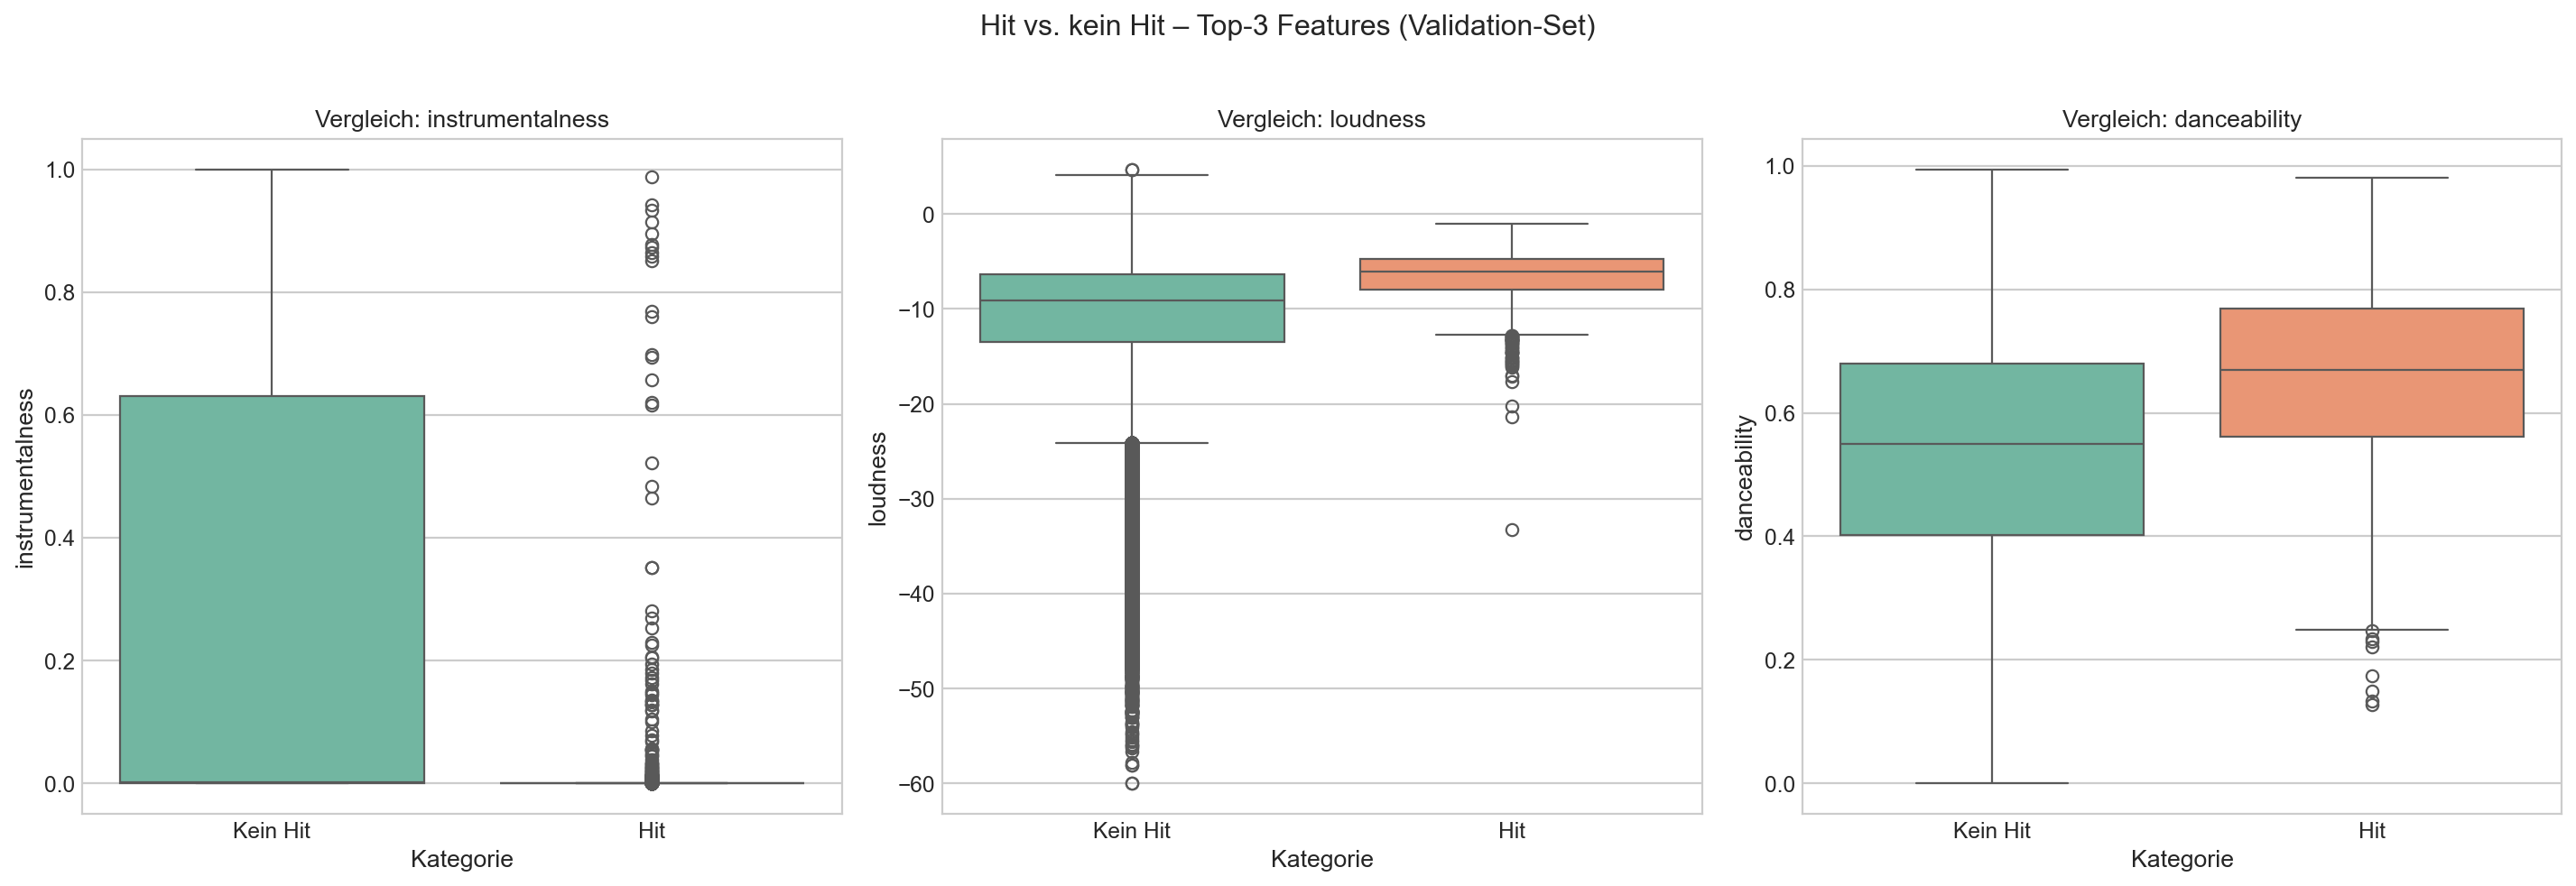 Hit vs. kein Hit – Top-3 Features (Validation-Set)
Vergleich: instrumentalness
instrumentalness
1.0
0.8
0.6
0.4
0.2
0.0
Kein Hit
Hit
Kategorie
Vergleich: loudness
loudness
0
−10
−20
−30
−40
−50
−60
Kein Hit
Hit
Kategorie
Vergleich: danceability
danceability
1.0
0.8
0.6
0.4
0.2
0.0
Kein Hit
Hit
Kategorie